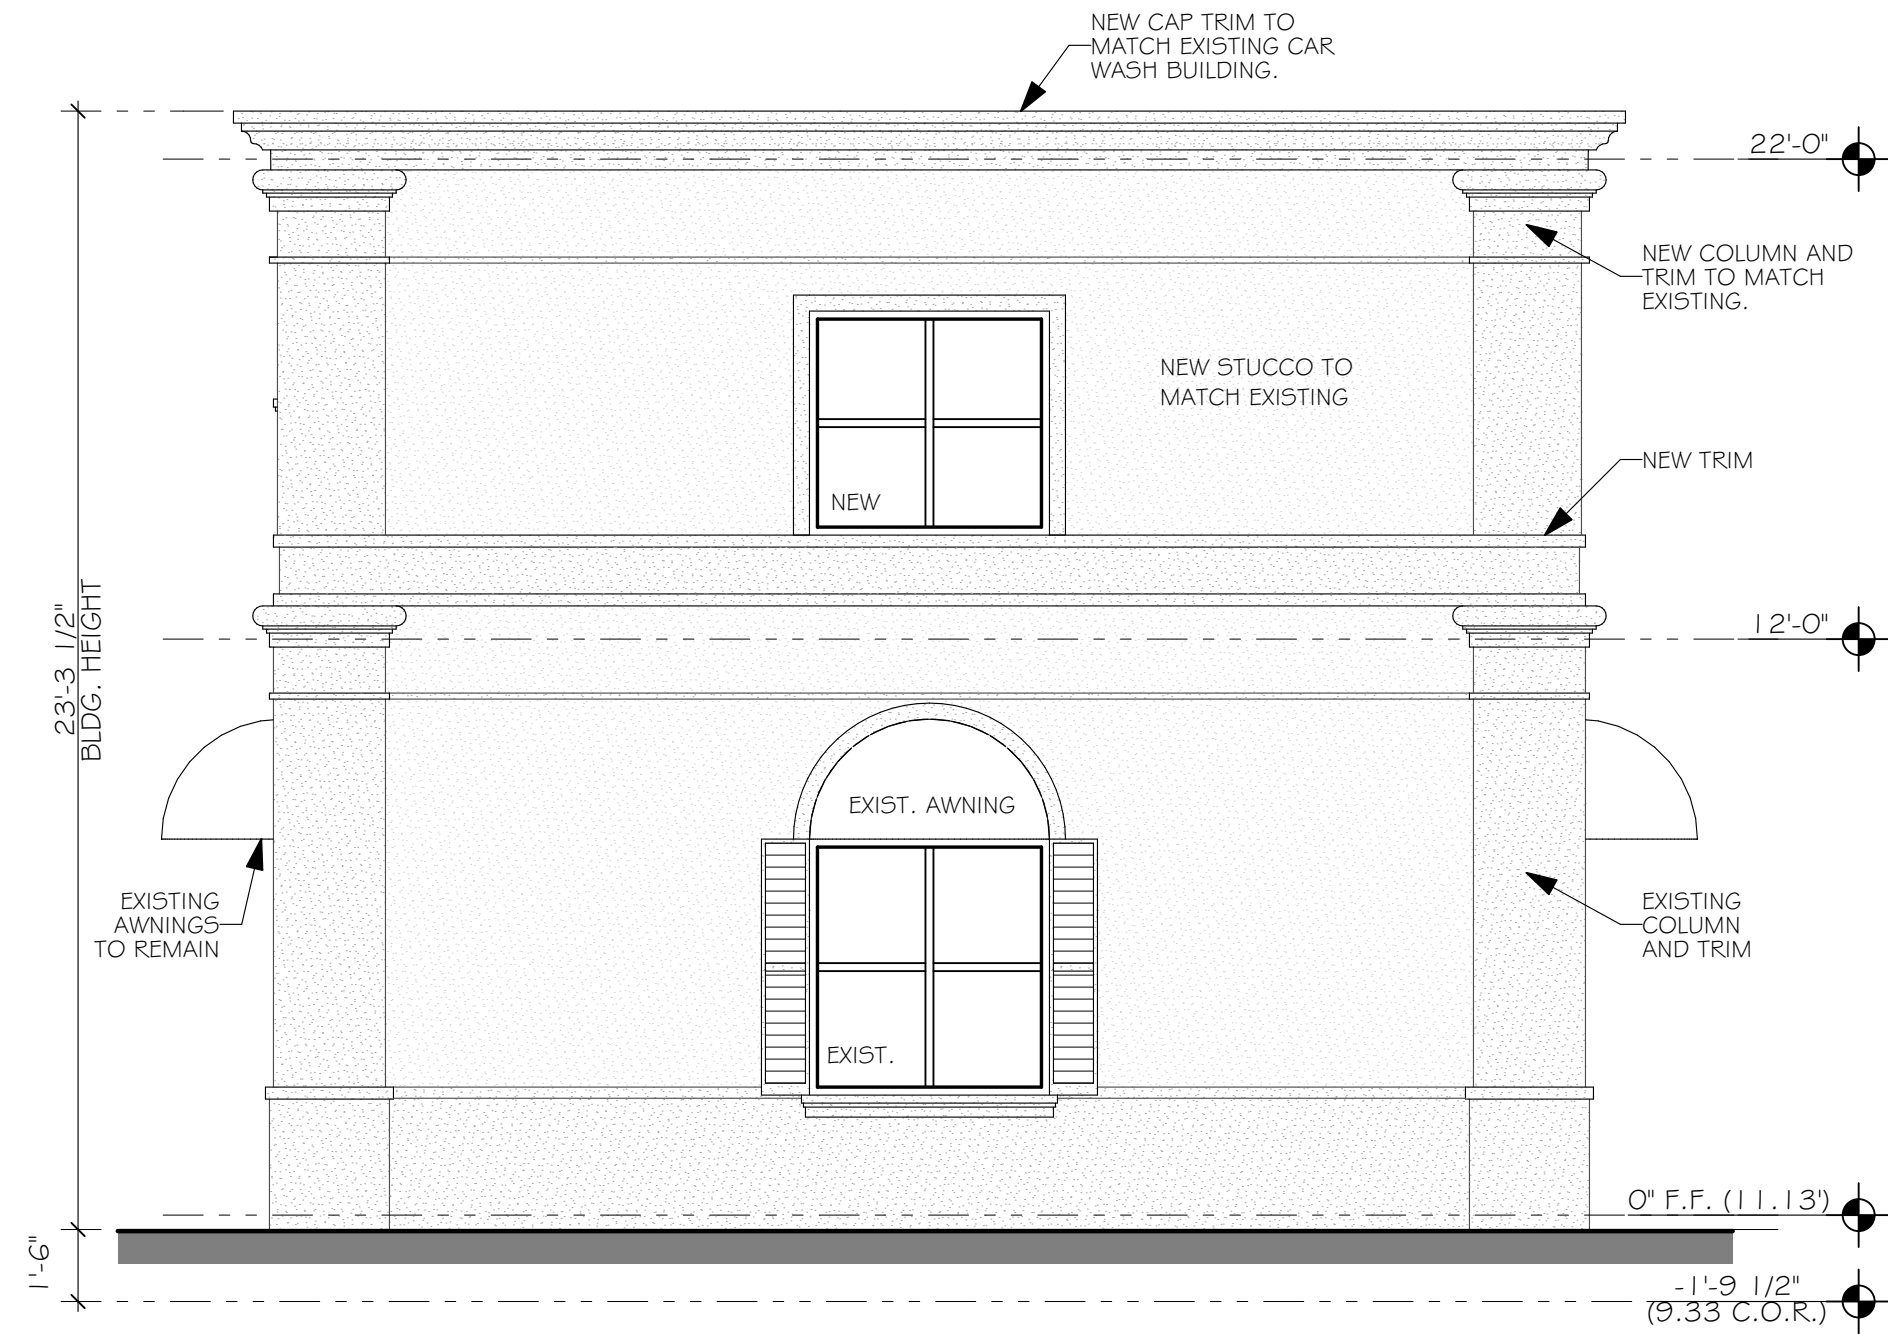 NEW CAP TRIM TO
MATCH EXISTING CAR
WASH BUILDING.
22'-0"
NEW COLUMN AND
TRIM TO MATCH
EXISTING.
NEW STUCCO TO
MATCH EXISTING
NEW TRIM
NEW
23'-3 1/2"
BLDG. HEIGHT
12'-0"
EXIST. AWNING
EXISTING
AWNINGS
TO REMAIN
EXISTING
COLUMN
AND TRIM
EXIST.
0" F.F. (11.13')
1'-6"
-1'-9 1/2"
(9.33 C.O.R.)